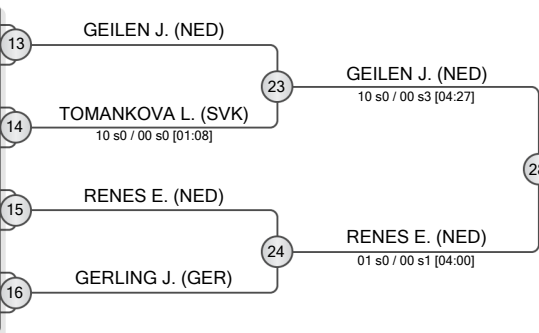 13
GEILEN J. (NED)
23
GEILEN J. (NED)
10 s0 / 00 s3 [04:27]
14
TOMANKOVA L. (SVK)
10 s0 / 00 s0 [01:08]
15
RENES E. (NED)
24
RENES E. (NED)
01 s0 / 00 s1 [04:00]
16
GERLING J. (GER)